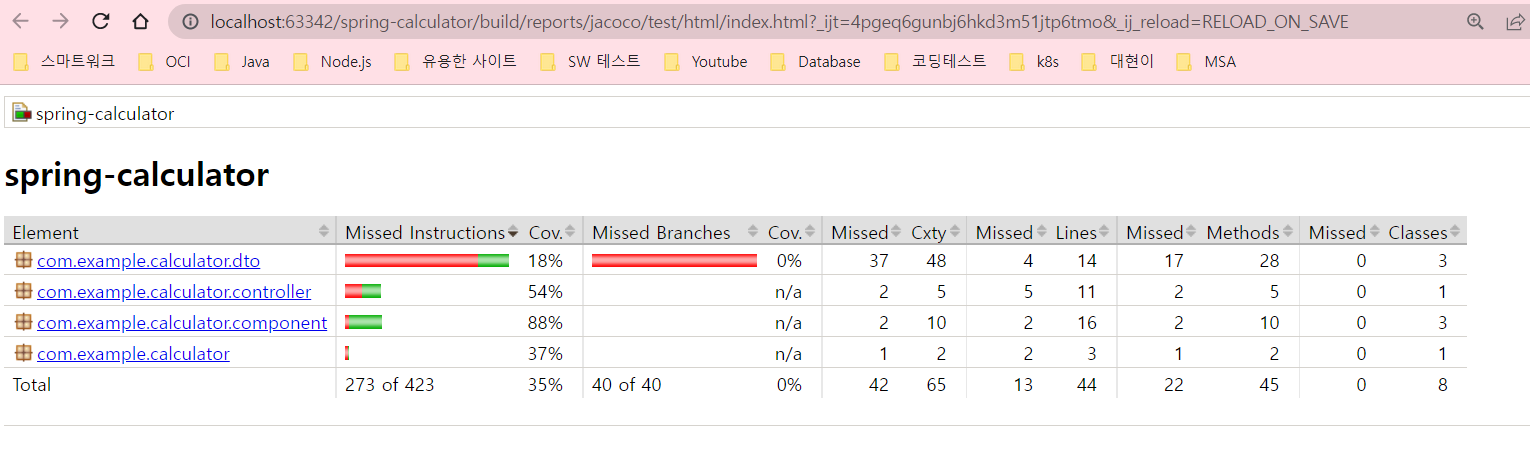 localhost:63342/spring-calculator/build/reports/jacoco/test/html/index.html?_ijt=4pgeq6gunbj6hkd3m51jtp6tmo&_ij_reload=RELOAD_ON_SAVE
스마트워크 OCI Java Node.js 유용한 사이트 SW 테스트 Youtube Database 코딩테스트 k8s 대현이 MSA
spring-calculator
spring-calculator
Element Missed Instructions Cov. Missed Branches Cov. Missed Cxty Missed Lines Missed Methods Missed Classes
com.example.calculator.dto 18% 0% 37 48 4 14 17 28 0 3
com.example.calculator.controller 54% n/a 2 5 5 11 2 5 0 1
com.example.calculator.component 88% n/a 2 10 2 16 2 10 0 3
com.example.calculator 37% n/a 1 2 2 3 1 2 0 1
Total 273 of 423 35% 40 of 40 0% 42 65 13 44 22 45 0 8